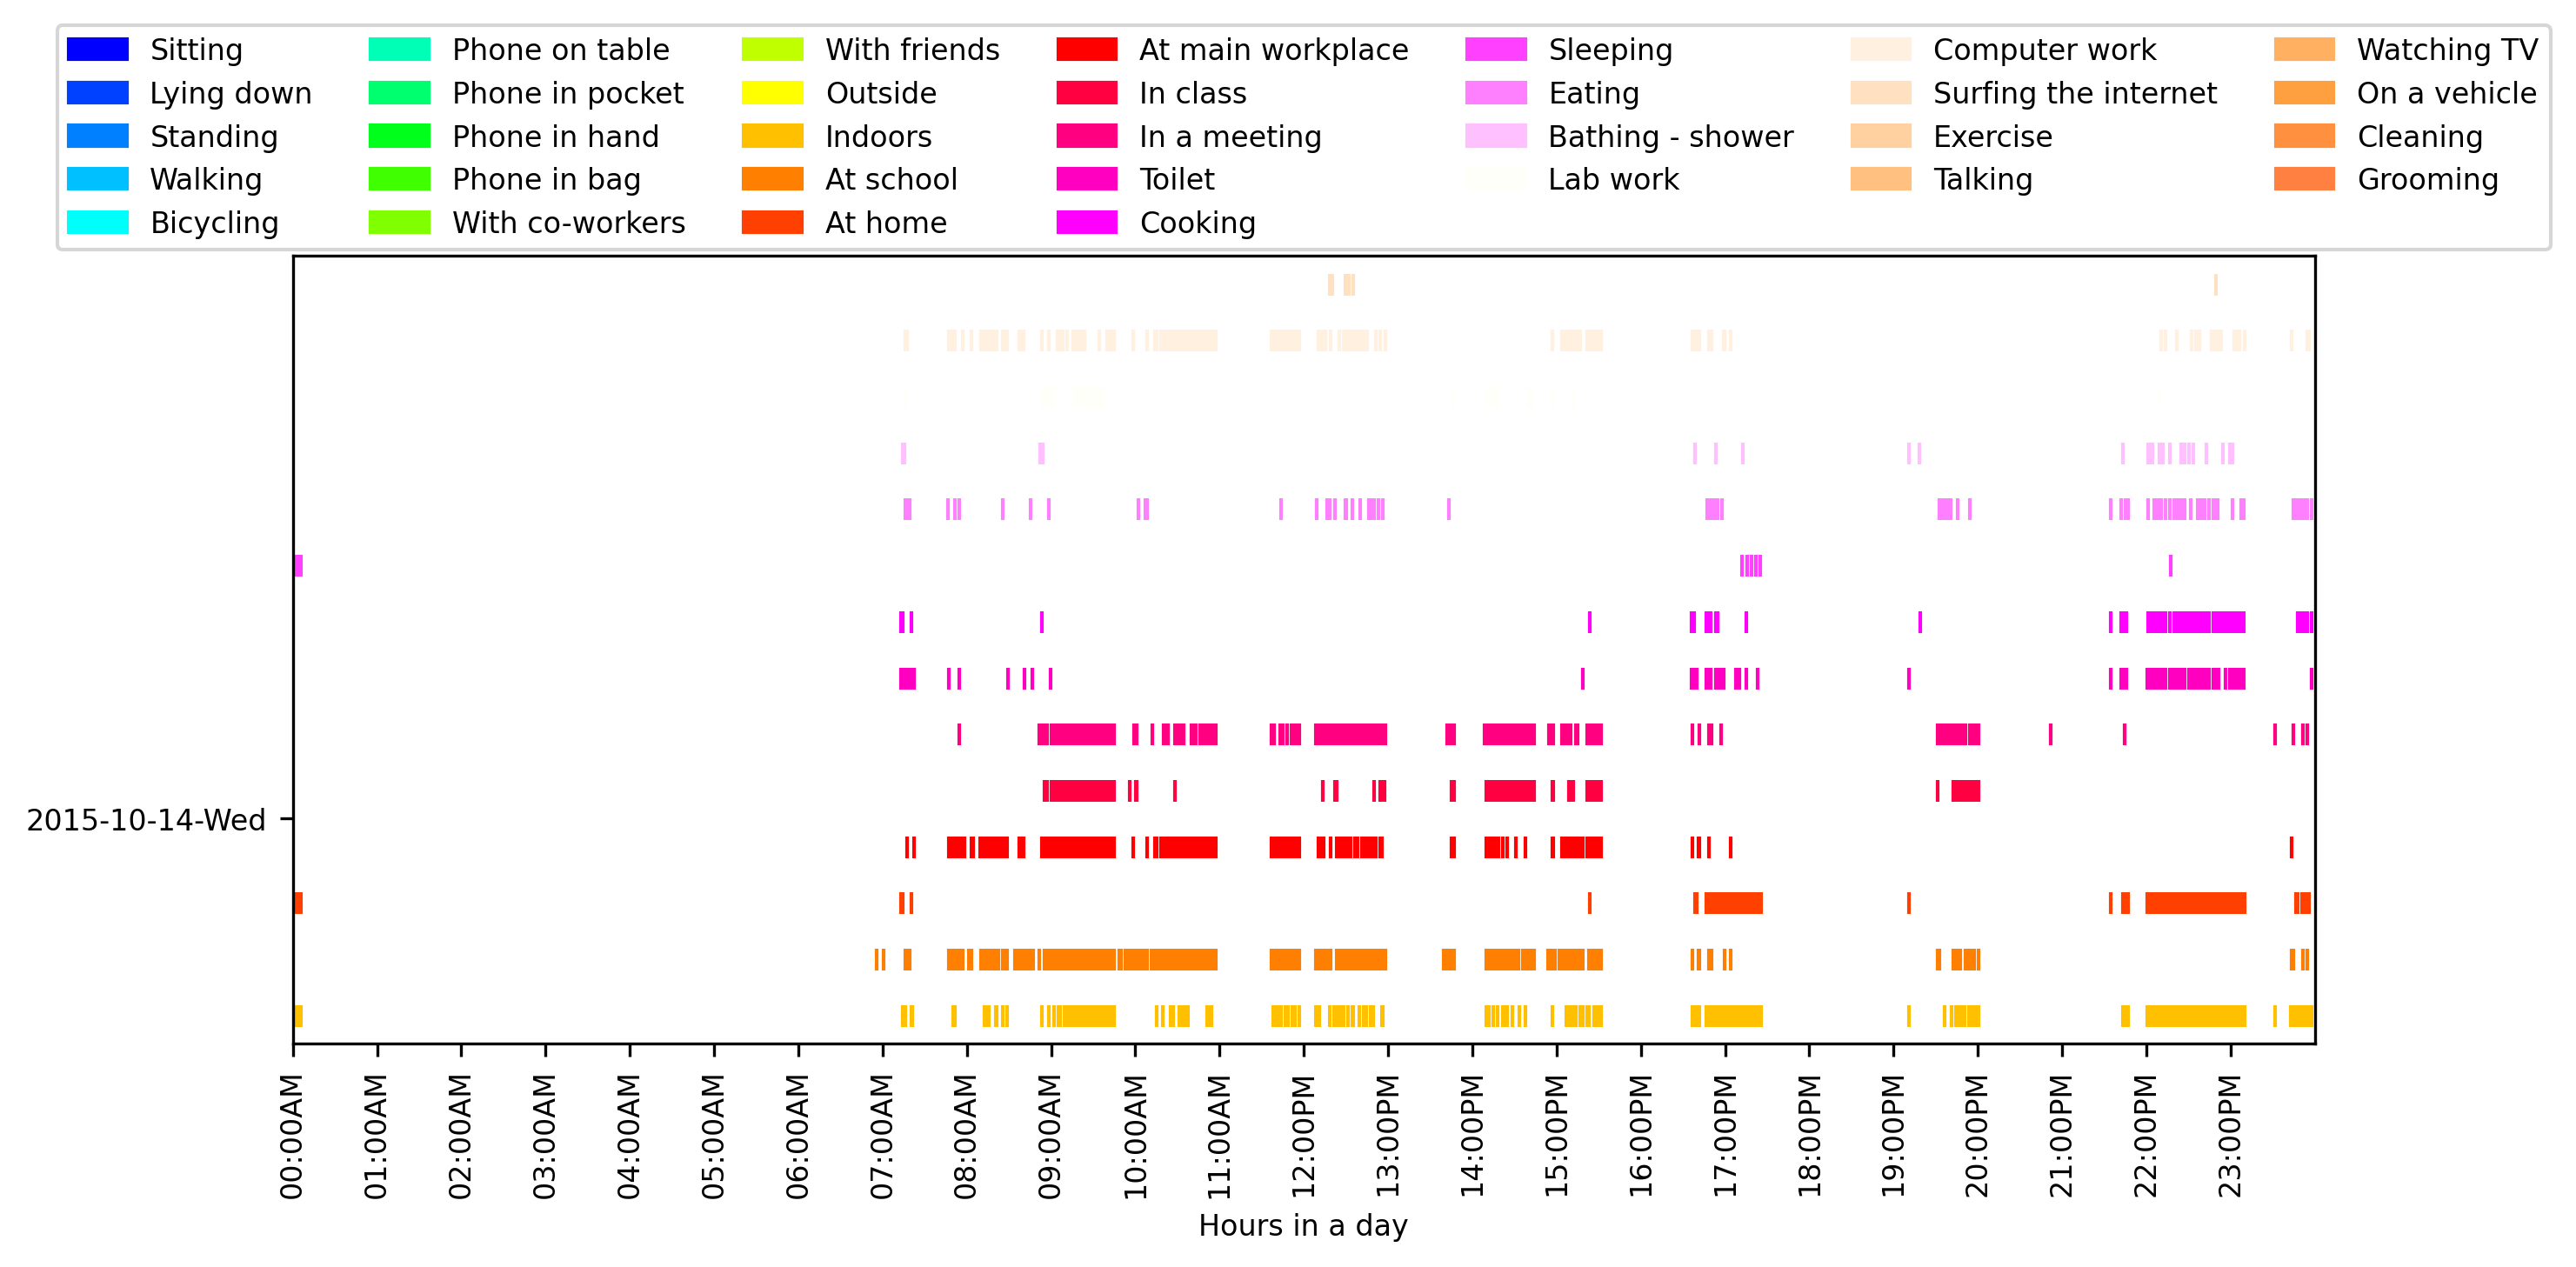 Sitting
Lying down
Standing
Walking
Bicycling
Phone on table
Phone in pocket
Phone in hand
Phone in bag
With co-workers
With friends
Outside
Indoors
At school
At home
At main workplace
In class
In a meeting
Toilet
Cooking
Sleeping
Eating
Bathing - shower
Lab work
Computer work
Surfing the internet
Exercise
Talking
Watching TV
On a vehicle
Cleaning
Grooming
2015-10-14-Wed
00:00AM
01:00AM
02:00AM
03:00AM
04:00AM
05:00AM
06:00AM
07:00AM
08:00AM
09:00AM
10:00AM
11:00AM
12:00PM
13:00PM
14:00PM
15:00PM
16:00PM
17:00PM
18:00PM
19:00PM
20:00PM
21:00PM
22:00PM
23:00PM
Hours in a day